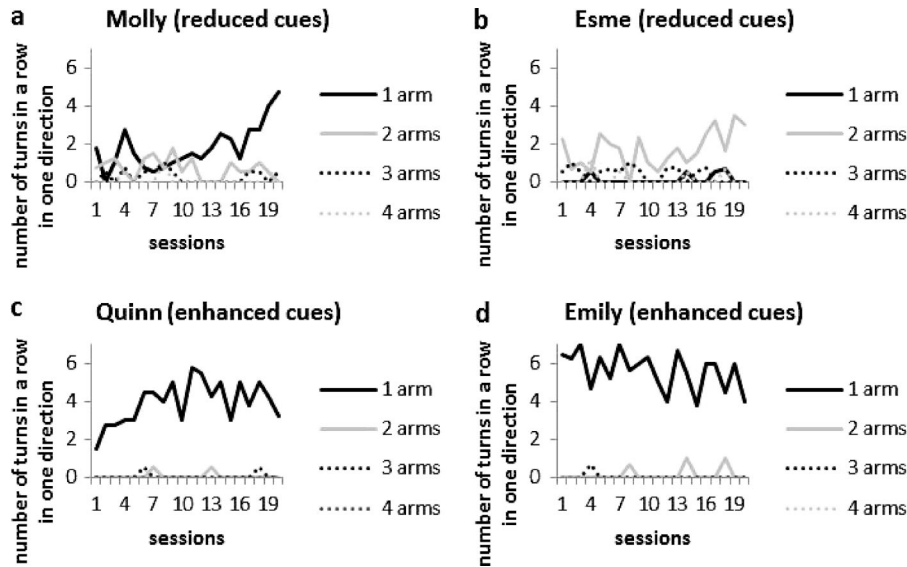 a
Molly (reduced cues)
number of turns in a row
in one direction
6
4
2
0
1 4 7 10 13 16 19
sessions
1 arm
2 arms
3 arms
4 arms
b
Esme (reduced cues)
number of turns in a row
in one direction
6
4
2
0
1 4 7 10 13 16 19
sessions
1 arm
2 arms
3 arms
4 arms
c
Quinn (enhanced cues)
number of turns in a row
in one direction
6
4
2
0
1 4 7 10 13 16 19
sessions
1 arm
2 arms
3 arms
4 arms
d
Emily (enhanced cues)
number of turns in a row
in one direction
6
4
2
0
1 4 7 10 13 16 19
sessions
1 arm
2 arms
3 arms
4 arms